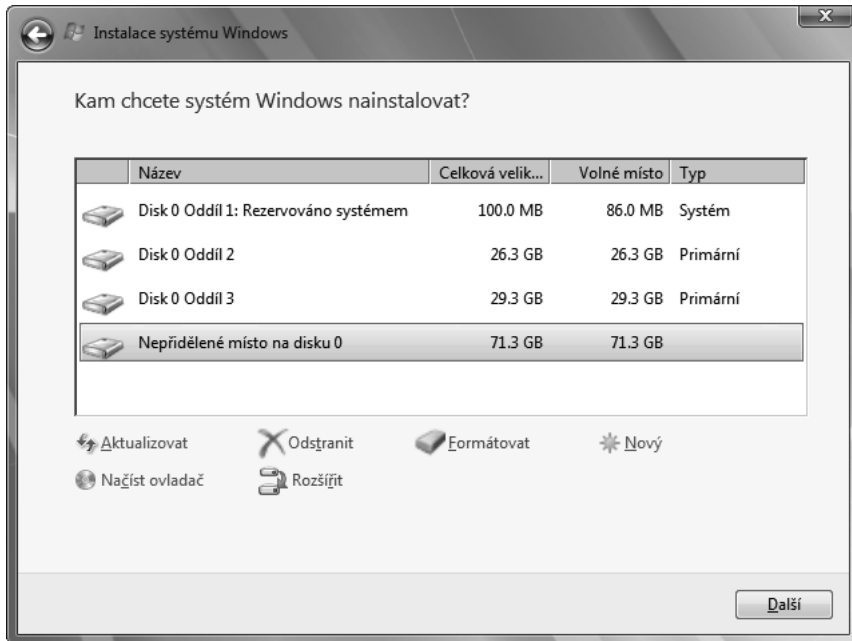 Instalace systému Windows
Kam chcete systém Windows nainstalovat?
Název Celková velik... Volné místo Typ
Disk 0 Oddíl 1: Rezervováno systémem 100.0 MB 86.0 MB Systém
Disk 0 Oddíl 2 26.3 GB 26.3 GB Primární
Disk 0 Oddíl 3 29.3 GB 29.3 GB Primární
Nepřidělené místo na disku 0 71.3 GB 71.3 GB
Aktualizovat Odstranit Formátovat Nový
Načíst ovladač Rozšířit
Další